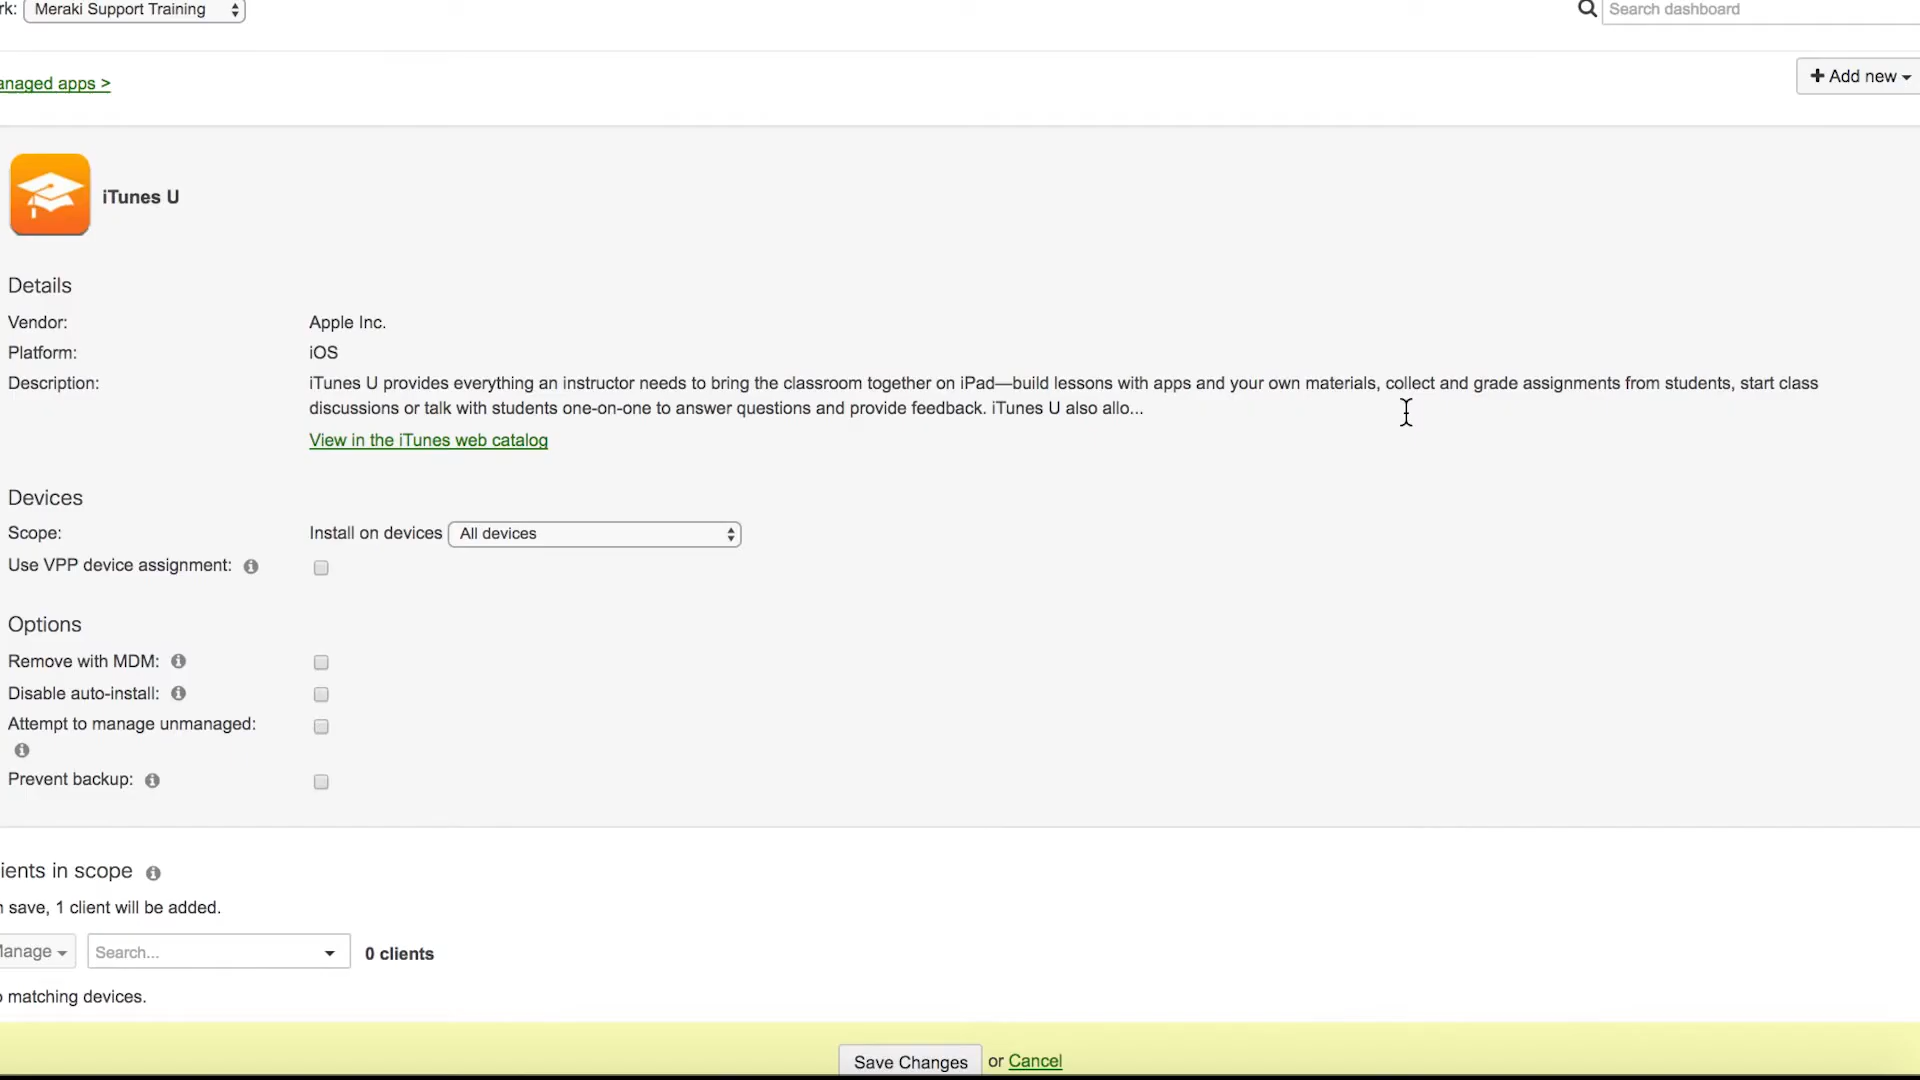 rk: Meraki Support Training
Search dashboard
anaged apps >
+ Add new
iTunes U
Details
Vendor: Apple Inc.
Platform: iOS
Description: iTunes U provides everything an instructor needs to bring the classroom together on iPad—build lessons with apps and your own materials, collect and grade assignments from students, start class
discussions or talk with students one-on-one to answer questions and provide feedback. iTunes U also allo...
View in the iTunes web catalog
Devices
Scope: Install on devices All devices
Use VPP device assignment:
Options
Remove with MDM:
Disable auto-install:
Attempt to manage unmanaged:
Prevent backup:
ients in scope
n save, 1 client will be added.
Manage Search... 0 clients
o matching devices.
Save Changes or Cancel